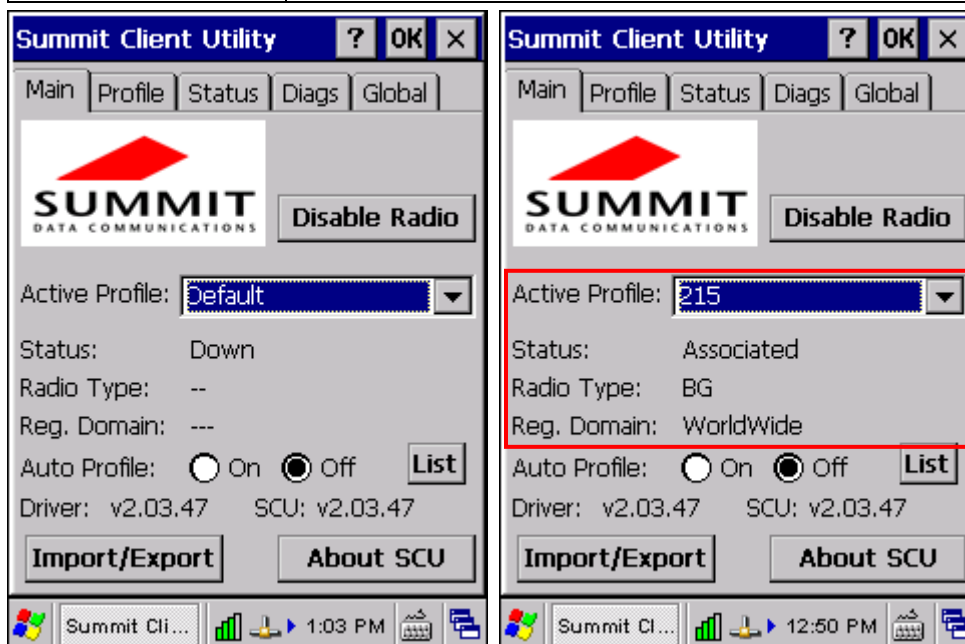 Summit Client Utility ? OK ×
Main Profile Status Diags Global
SUMMIT
DATA COMMUNICATIONS
Disable Radio
Active Profile: Default
Status: Down
Radio Type: --
Reg. Domain: ---
Auto Profile: On Off List
Driver: v2.03.47 SCU: v2.03.47
Import/Export About SCU
Summit Cli... 1:03 PM
Summit Client Utility ? OK ×
Main Profile Status Diags Global
SUMMIT
DATA COMMUNICATIONS
Disable Radio
Active Profile: 215
Status: Associated
Radio Type: BG
Reg. Domain: WorldWide
Auto Profile: On Off List
Driver: v2.03.47 SCU: v2.03.47
Import/Export About SCU
Summit Cl... 12:50 PM